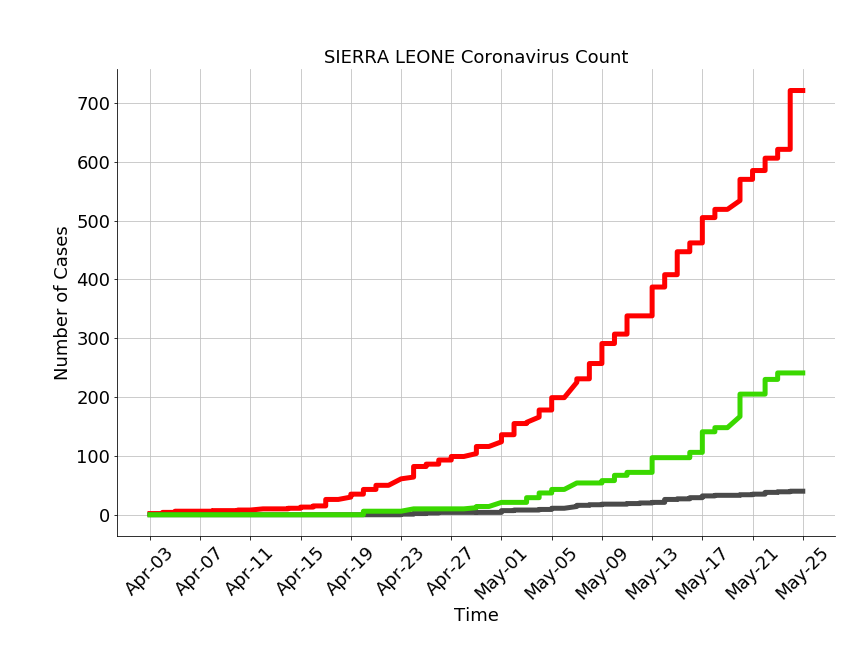 SIERRA LEONE Coronavirus Count
Number of Cases
700
600
500
400
300
200
100
0
Apr-03
Apr-07
Apr-11
Apr-15
Apr-19
Apr-23
Apr-27
May-01
May-05
May-09
May-13
May-17
May-21
May-25
Time